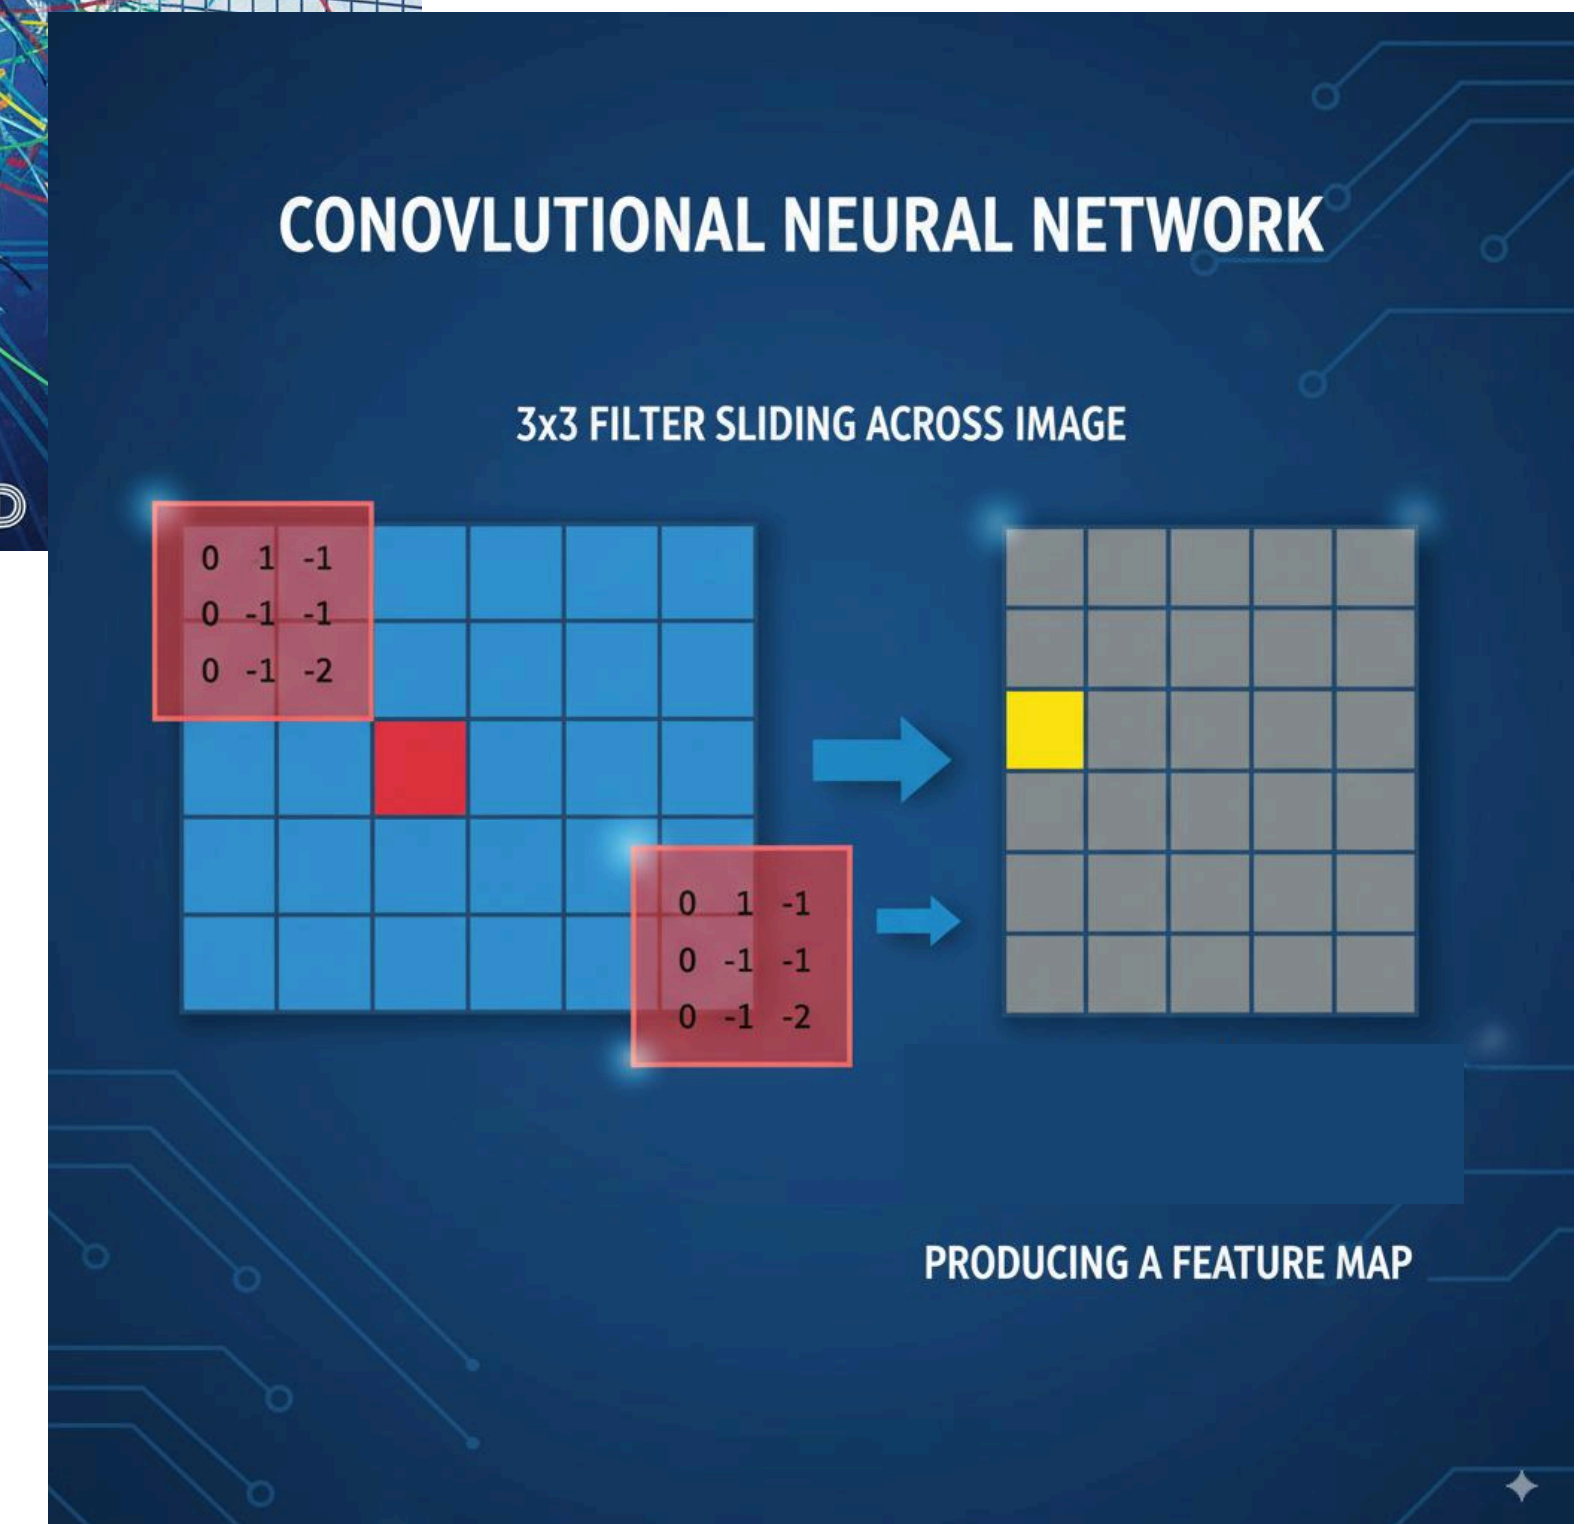 CONOVLUTIONAL NEURAL NETWORK
3x3 FILTER SLIDING ACROSS IMAGE
0 1 -1
0 -1 -1
0 -1 -2
0 1 -1
0 -1 -1
0 -1 -2
PRODUCING A FEATURE MAP